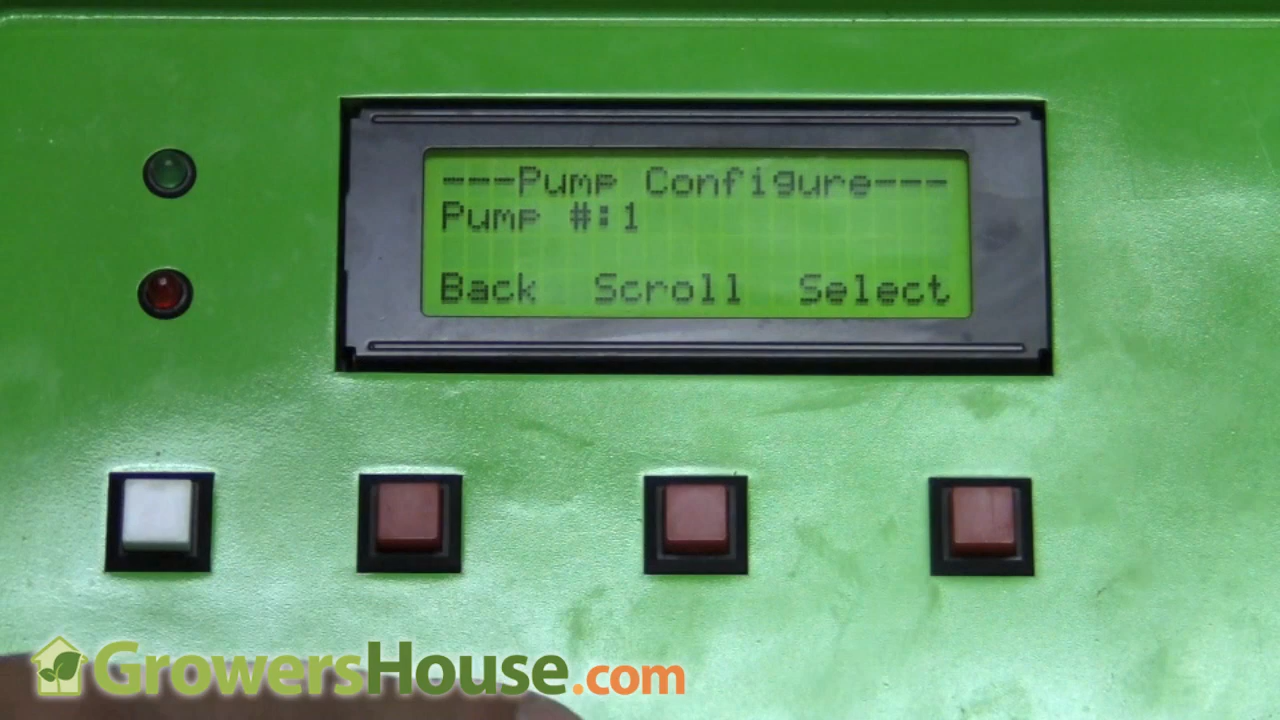 ---Pump Configure---
Pump #:1
Back Scroll Select
GrowersHouse.com